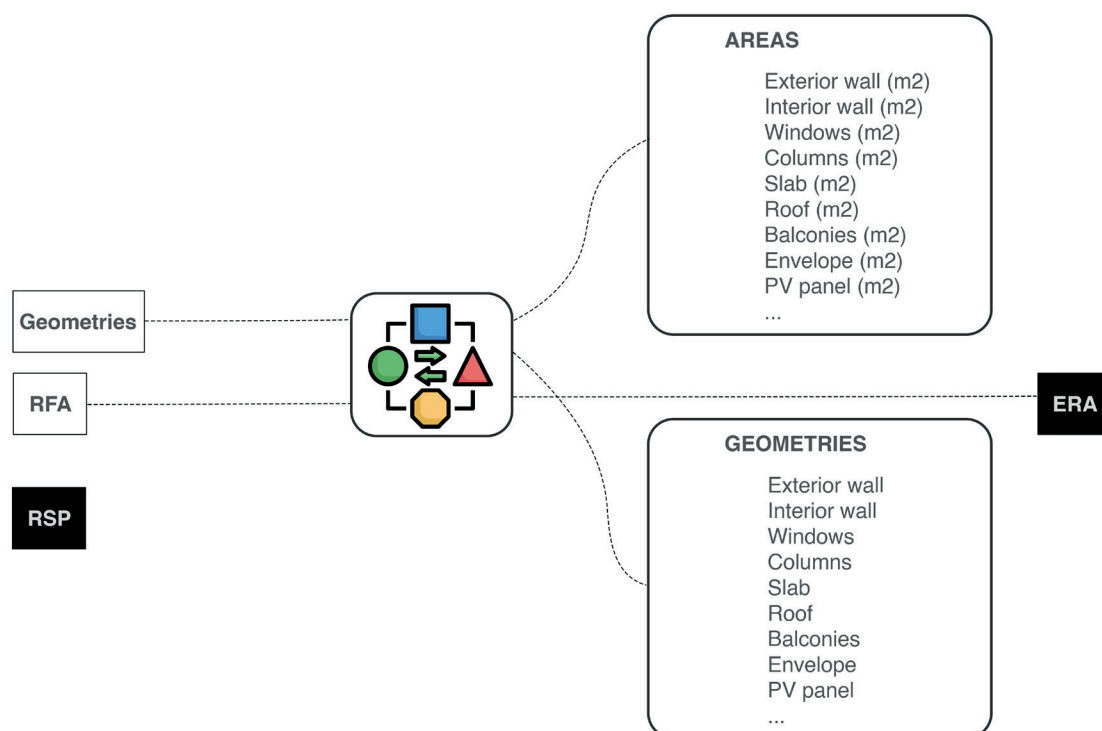 AREAS
Exterior wall (m2)
Interior wall (m2)
Windows (m2)
Columns (m2)
Slab (m2)
Roof (m2)
Balconies (m2)
Envelope (m2)
PV panel (m2)
...
Geometries
RFA
RSP
ERA
GEOMETRIES
Exterior wall
Interior wall
Windows
Columns
Slab
Roof
Balconies
Envelope
PV panel
...